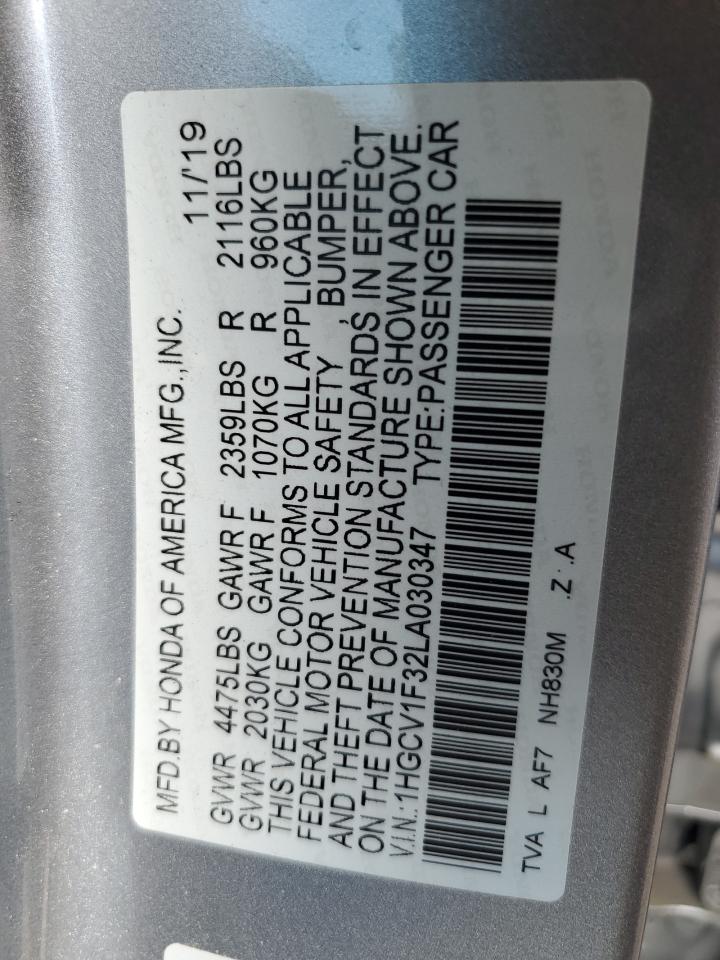 MFD.BY HONDA OF AMERICA MFG.,INC. 11/'19
GVWR 4475LBS GAWR F 2359LBS R 2116LBS
GVWR 2030KG GAWR F 1070KG R 960KG
THIS VEHICLE CONFORMS TO ALL APPLICABLE
FEDERAL MOTOR VEHICLE SAFETY , BUMPER,
AND THEFT PREVENTION STANDARDS IN EFFECT
ON THE DATE OF MANUFACTURE SHOWN ABOVE.
V.I.N.: 1HGCV1F32LA030347 TYPE:PASSENGER CAR
TVA L AF7 NH830M .Z .A